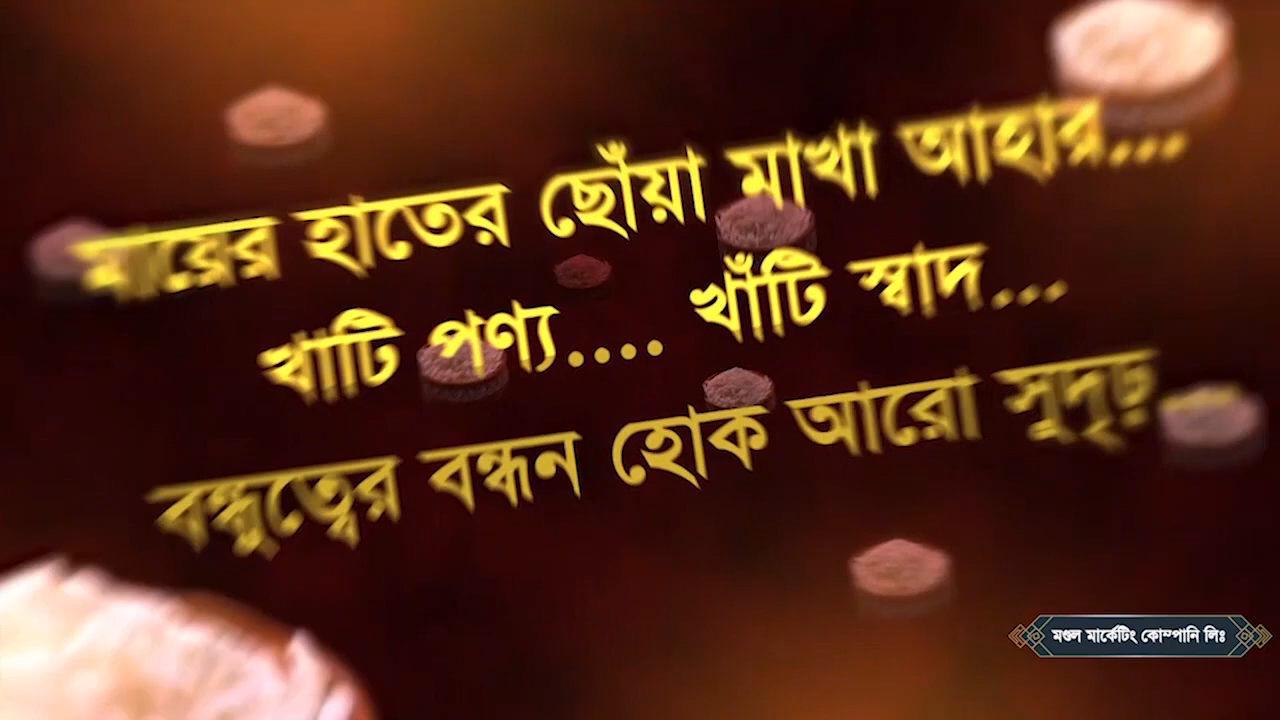 মায়ের হাতের ছোঁয়া মাখা আহার...
খাটি পণ্য.... খাঁটি স্বাদ...
বন্ধুত্বের বন্ধন হোক আরো সুদৃঢ়...
মণ্ডল মার্কেটিং কোম্পানি লিঃ